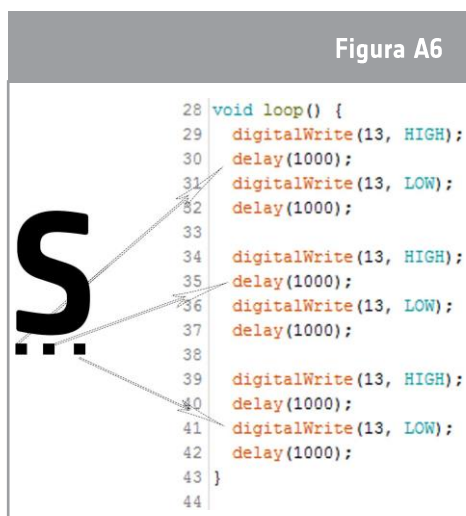 Figura A6
28 void loop() {
29 digitalWrite(13, HIGH);
30 delay(1000);
31 digitalWrite(13, LOW);
32 delay(1000);
33
34 digitalWrite(13, HIGH);
35 delay(1000);
36 digitalWrite(13, LOW);
37 delay(1000);
38
39 digitalWrite(13, HIGH);
40 delay(1000);
41 digitalWrite(13, LOW);
42 delay(1000);
43 }
44
S
...